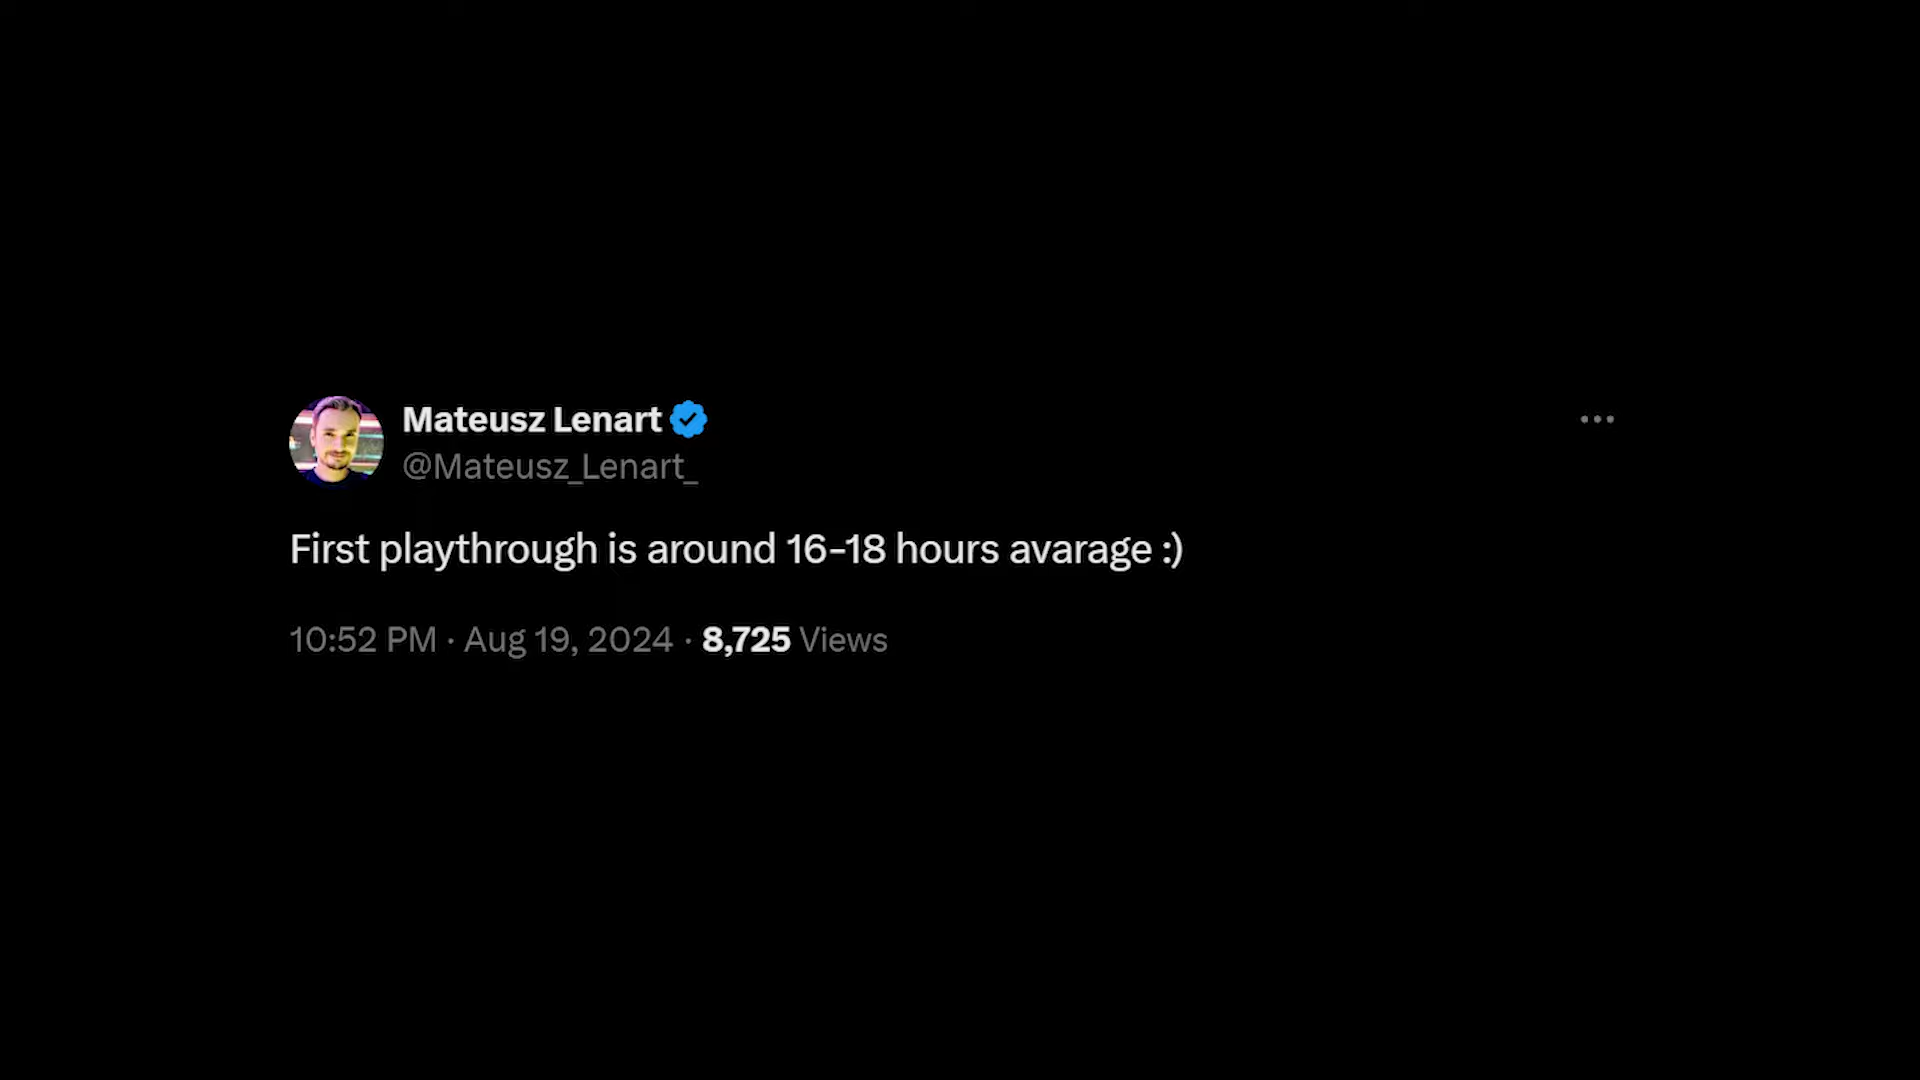 Mateusz Lenart
@Mateusz_Lenart_
First playthrough is around 16-18 hours avarage :)
10:52 PM · Aug 19, 2024 · 8,725 Views